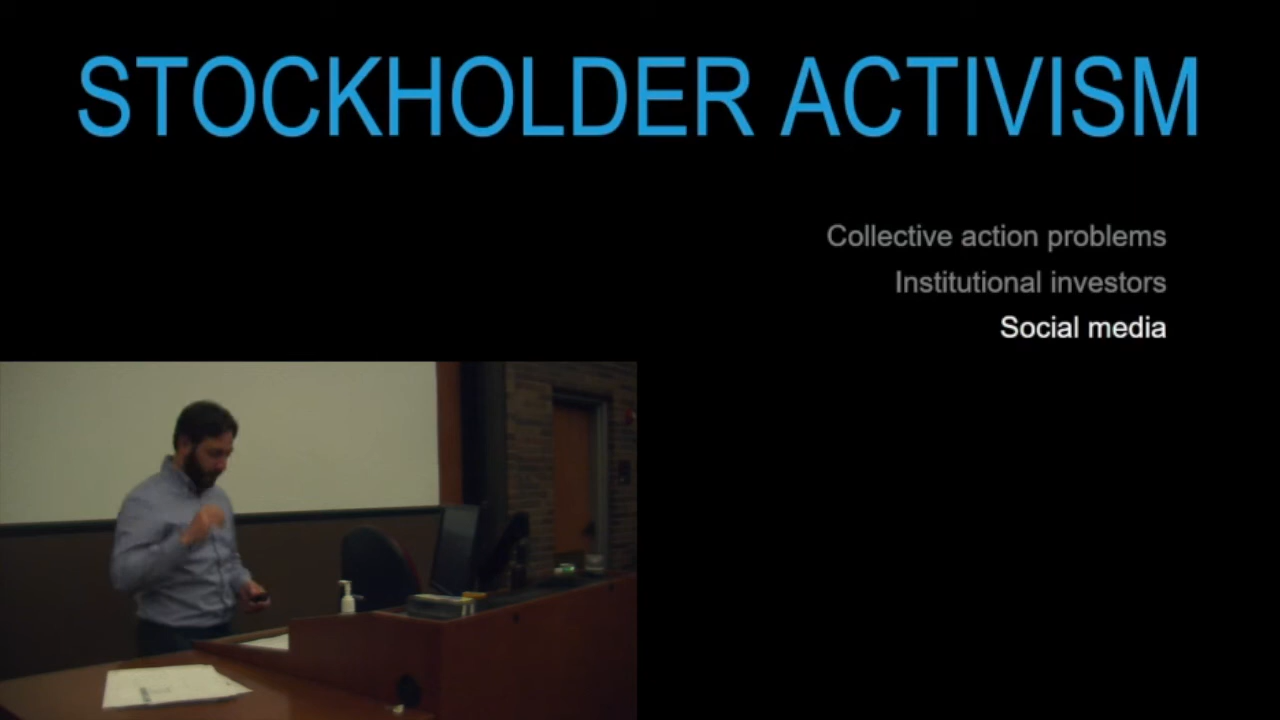 STOCKHOLDER ACTIVISM
Collective action problems
Institutional investors
Social media